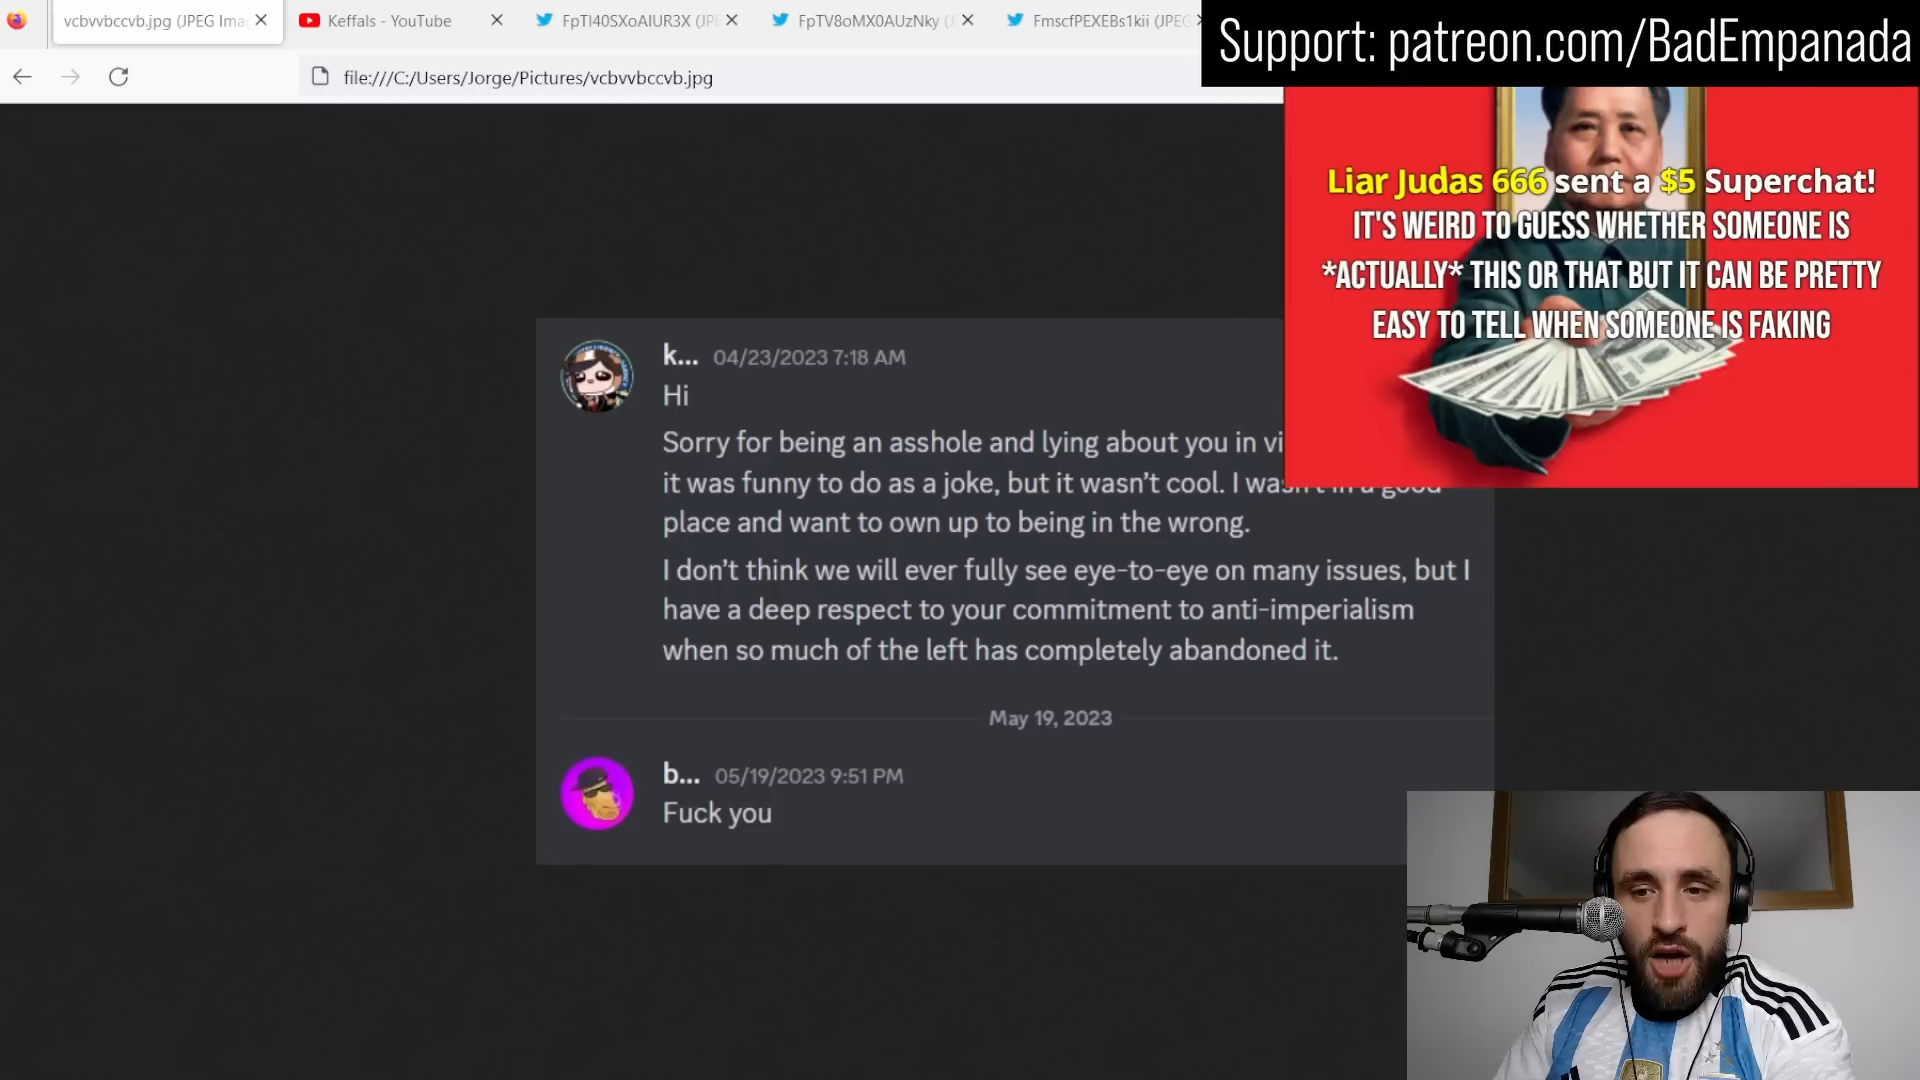 vcbvvbccvb.jpg (JPEG Ima
Keffals - YouTube
FpTl40SXoAIUR3X (JPE
FpTV8oMX0AUzNky (J
FmscfPEXEBs1kii (JPEG
Support: patreon.com/BadEmpanada
file:///C:/Users/Jorge/Pictures/vcbvvbccvb.jpg
Liar Judas 666 sent a $5 Superchat!
IT'S WEIRD TO GUESS WHETHER SOMEONE IS
*ACTUALLY* THIS OR THAT BUT IT CAN BE PRETTY
EASY TO TELL WHEN SOMEONE IS FAKING
k... 04/23/2023 7:18 AM
Hi
Sorry for being an asshole and lying about you in vi
it was funny to do as a joke, but it wasn't cool. I wasn't in a good
place and want to own up to being in the wrong.
I don't think we will ever fully see eye-to-eye on many issues, but I
have a deep respect to your commitment to anti-imperialism
when so much of the left has completely abandoned it.
May 19, 2023
b... 05/19/2023 9:51 PM
Fuck you